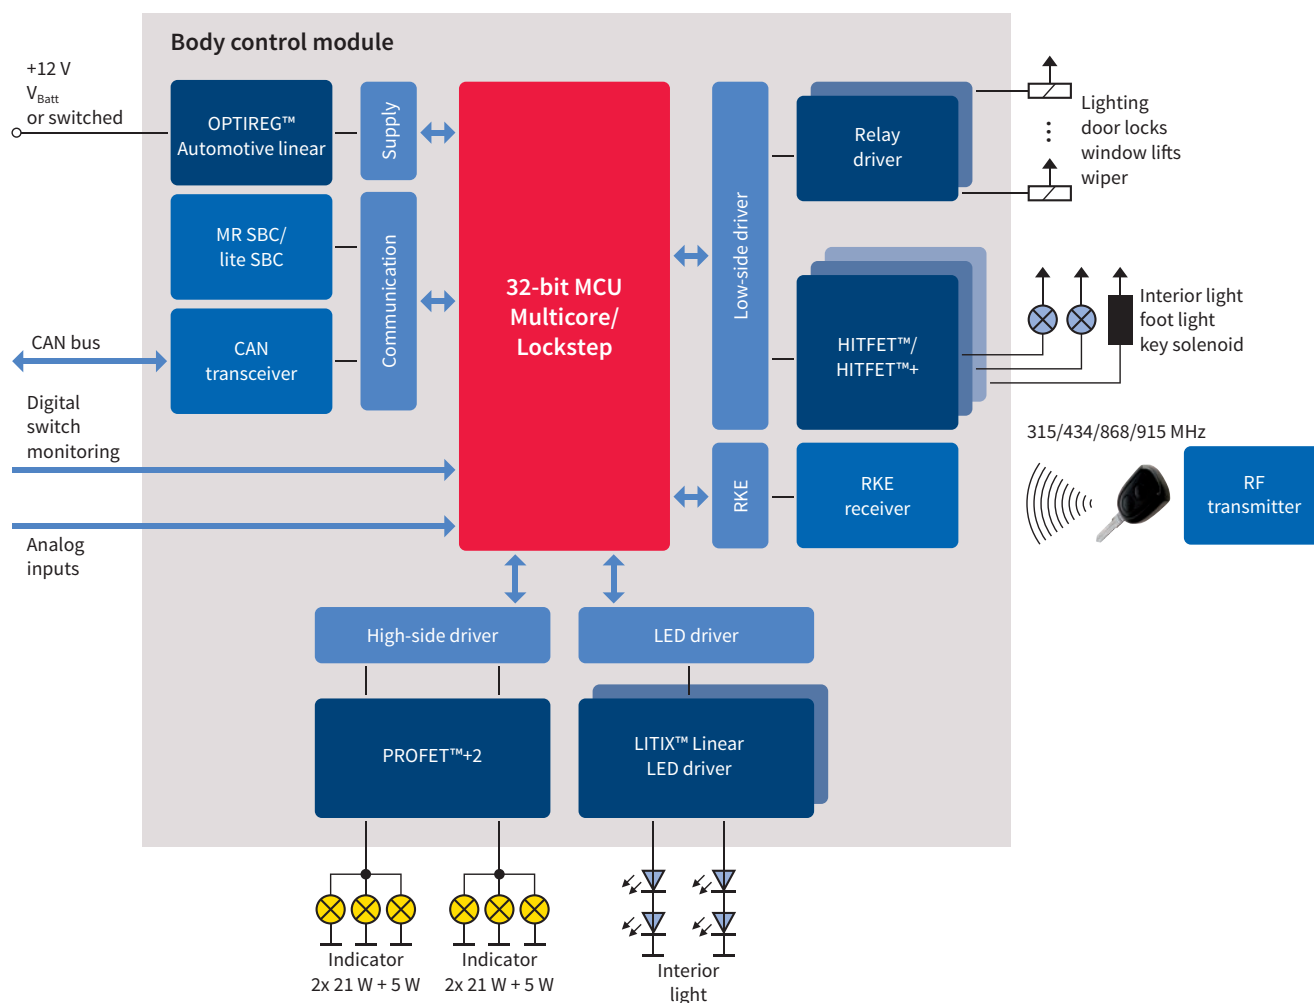 Body control module
+12 V
VBatt
or switched
OPTIREG™
Automotive linear
Supply
MR SBC/
lite SBC
Communication
CAN bus
CAN
transceiver
Digital
switch
monitoring
Analog
inputs
32-bit MCU
Multicore/
Lockstep
Low-side driver
Relay
driver
Lighting
door locks
window lifts
wiper
HITFET™/
HITFET™+
Interior light
foot light
key solenoid
RKE
RKE
receiver
315/434/868/915 MHz
RF
transmitter
High-side driver
LED driver
PROFET™+2
LITIX™ Linear
LED driver
Indicator
2x 21 W + 5 W
Indicator
2x 21 W + 5 W
Interior
light